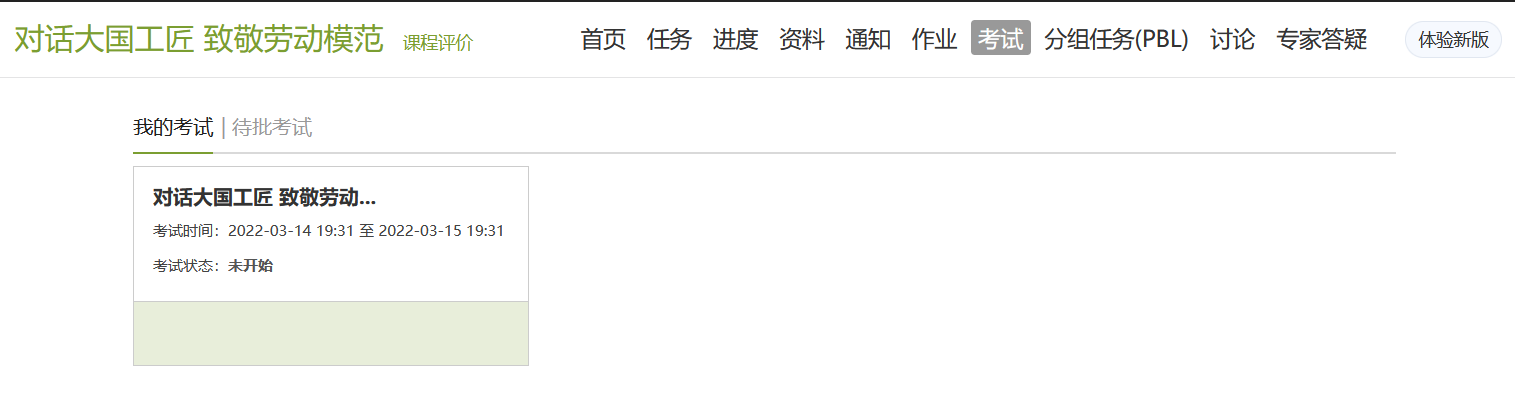 对话大国工匠 致敬劳动模范 课程评价 首页 任务 进度 资料 通知 作业 考试 分组任务(PBL) 讨论 专家答疑 体验新版
我的考试 | 待批考试
对话大国工匠 致敬劳动...
考试时间：2022-03-14 19:31 至 2022-03-15 19:31
考试状态：未开始